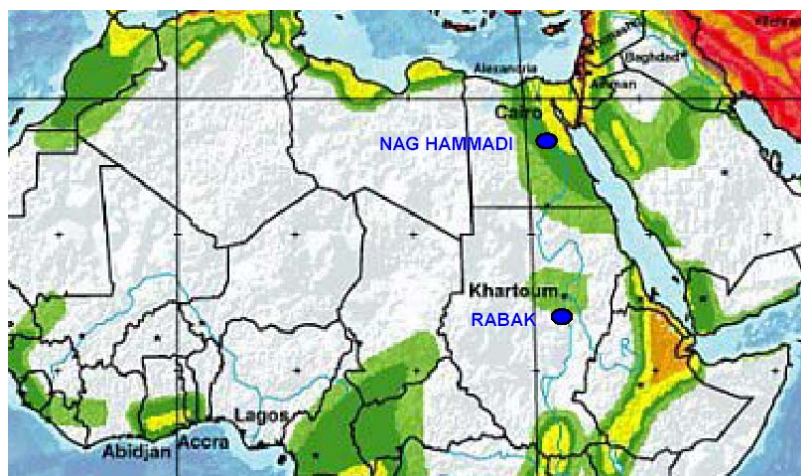 Alexandria
Baghdad
Amman
Cairo
NAG HAMMADI
Khartoum
RABAK
Lagos
Accra
Abidjan